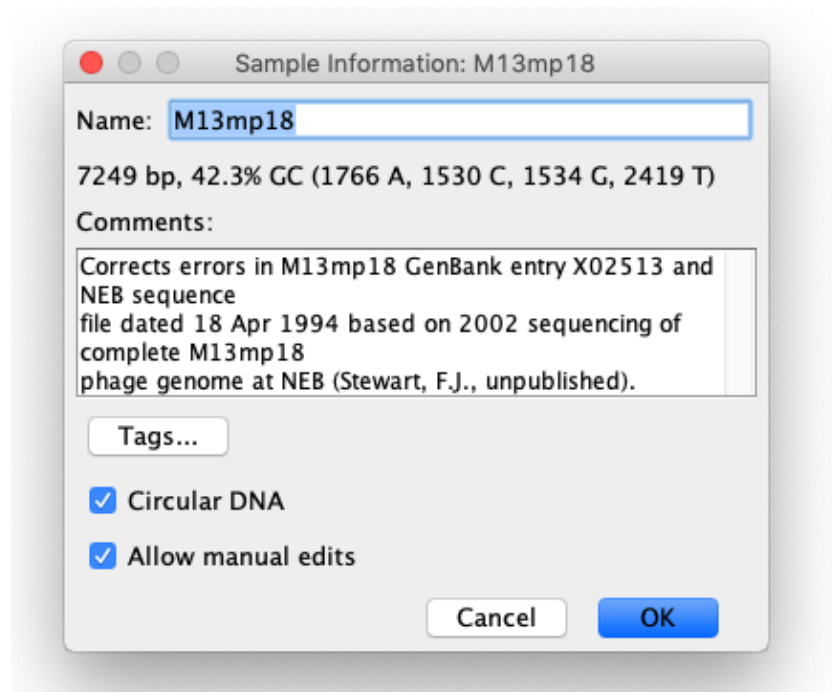 Sample Information: M13mp18
Name: M13mp18
7249 bp, 42.3% GC (1766 A, 1530 C, 1534 G, 2419 T)
Comments:
Corrects errors in M13mp18 GenBank entry X02513 and
NEB sequence
file dated 18 Apr 1994 based on 2002 sequencing of
complete M13mp18
phage genome at NEB (Stewart, F.J., unpublished).
Tags...
Circular DNA
Allow manual edits
Cancel OK